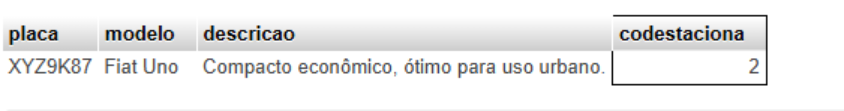 placa modelo descricao codestaciona
XYZ9K87 Fiat Uno Compacto econômico, ótimo para uso urbano. 2